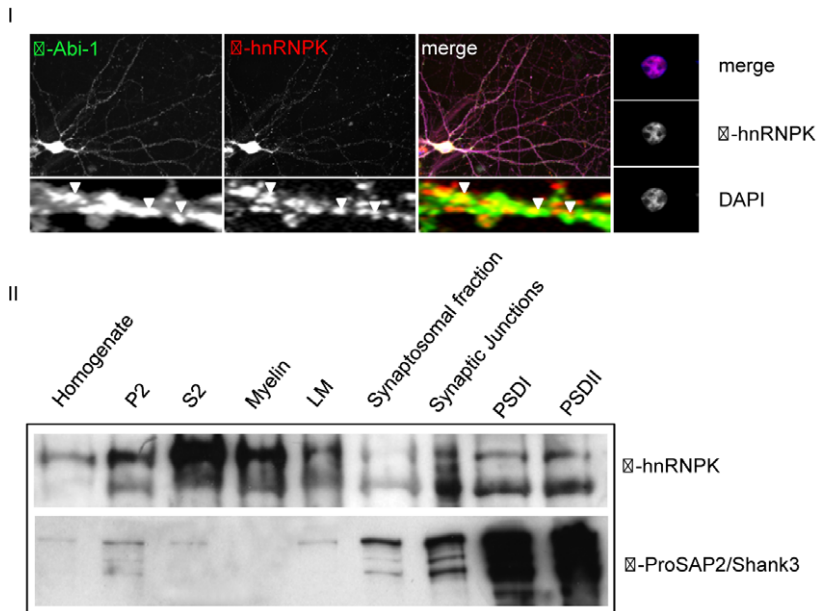 I
☒-Abi-1
☒-hnRNPK
merge
merge
☒-hnRNPK
DAPI
II
Homogenate
P2
S2
Myelin
LM
Synaptosomal fraction
Synaptic Junctions
PSDI
PSDII
☒-hnRNPK
☒-ProSAP2/Shank3